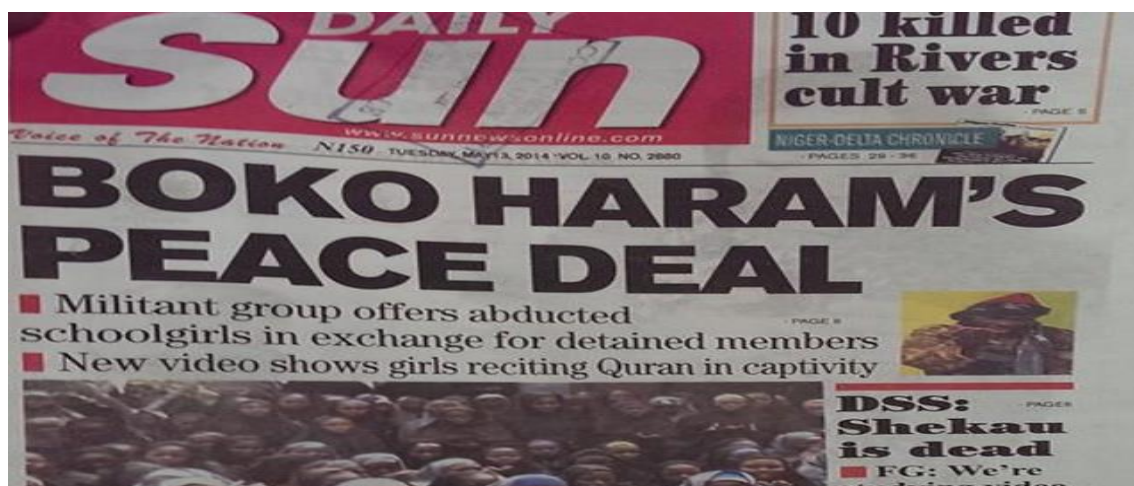 DAILY
Sun
www.sunnewsonline.com
Voice of The Nation
N150 TUESDAY, MAY 13, 2014 VOL. 10 NO. 2880
10 killed
in Rivers
cult war
- PAGE 5
NIGER-DELTA CHRONICLE
- PAGES 29 - 36
BOKO HARAM'S
PEACE DEAL
Militant group offers abducted
schoolgirls in exchange for detained members
- PAGE 6
New video shows girls reciting Quran in captivity
DSS:
- PAGE6
Shekau
is dead
FG: We're